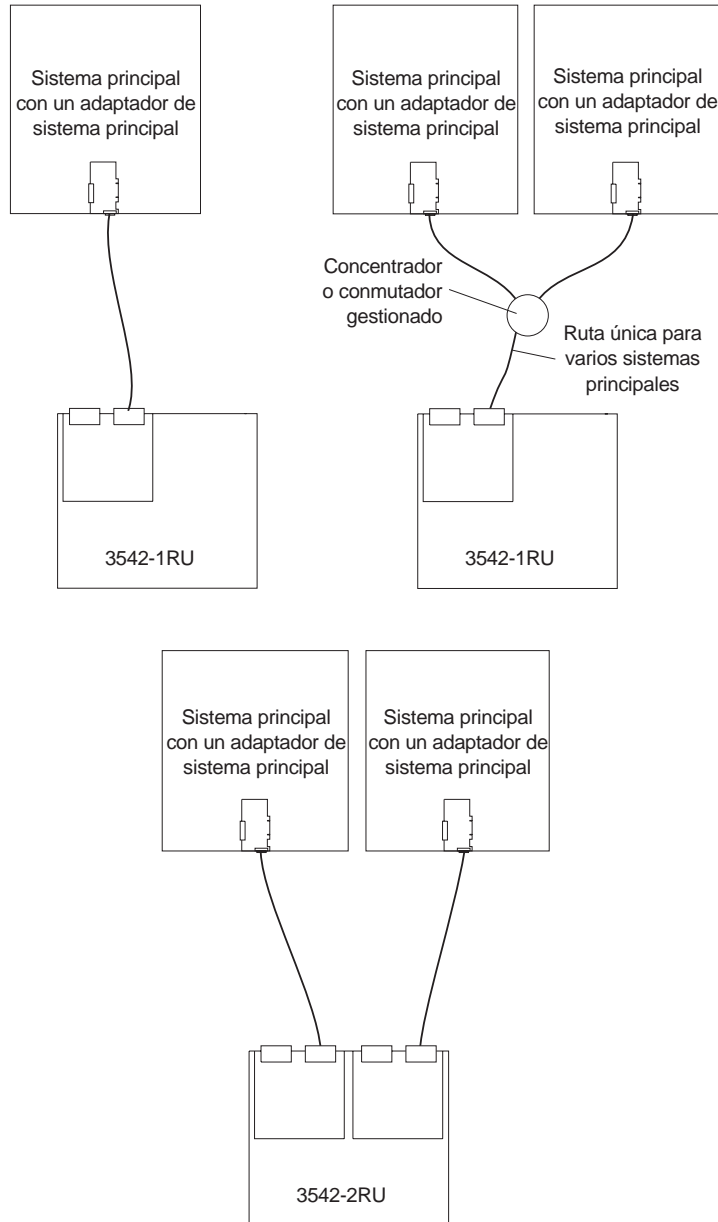 Sistema principal
con un adaptador de
sistema principal
Sistema principal
con un adaptador de
sistema principal
Sistema principal
con un adaptador de
sistema principal
Concentrador
o conmutador
gestionado
Ruta única para
varios sistemas
principales
3542-1RU
3542-1RU
Sistema principal
con un adaptador de
sistema principal
Sistema principal
con un adaptador de
sistema principal
3542-2RU